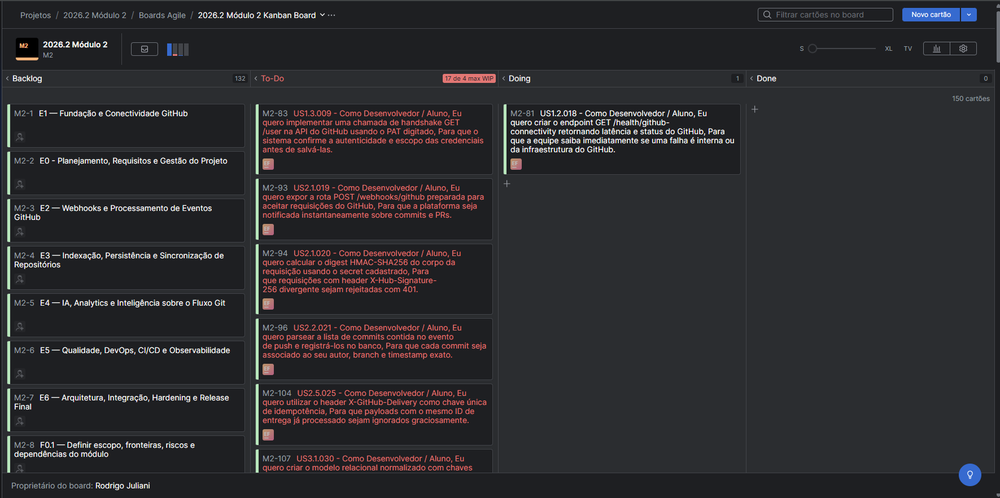 Projetos / 2026.2 Módulo 2 / Boards Agile / 2026.2 Módulo 2 Kanban Board
Filtrar cartões no board
Novo cartão
M2
2026.2 Módulo 2
M2
S
XL
TV
Backlog
132
To-Do
17 de 4 max WIP
Doing
1
Done
0
150 cartões
M2-1 E1 — Fundação e Conectividade GitHub
M2-2 E0 - Planejamento, Requisitos e Gestão do Projeto
M2-3 E2 — Webhooks e Processamento de Eventos
GitHub
M2-4 E3 — Indexação, Persistência e Sincronização de
Repositórios
M2-5 E4 — IA, Analytics e Inteligência sobre o Fluxo Git
M2-6 E5 — Qualidade, DevOps, CI/CD e Observabilidade
M2-7 E6 — Arquitetura, Integração, Hardening e Release
Final
M2-8 F0.1 — Definir escopo, fronteiras, riscos e
dependências do módulo
M2-83 US1.3.009 - Como Desenvolvedor / Aluno, Eu
quero implementar uma chamada de handshake GET
/user na API do GitHub usando o PAT digitado, Para que o
sistema confirme a autenticidade e escopo das credenciais
antes de salvá-las.
EF
M2-93 US2.1.019 - Como Desenvolvedor / Aluno, Eu
quero expor a rota POST /webhooks/github preparada para
aceitar requisições do GitHub, Para que a plataforma seja
notificada instantaneamente sobre commits e PRs.
EF
M2-94 US2.1.020 - Como Desenvolvedor / Aluno, Eu
quero calcular o digest HMAC-SHA256 do corpo da
requisição usando o secret cadastrado, Para
que requisições com header X-Hub-Signature-
256 divergente sejam rejeitadas com 401.
EF
M2-96 US2.2.021 - Como Desenvolvedor / Aluno, Eu
quero parsear a lista de commits contida no evento
de push e registrá-los no banco, Para que cada commit seja
associado ao seu autor, branch e timestamp exato.
EF
M2-104 US2.5.025 - Como Desenvolvedor / Aluno, Eu
quero utilizar o header X-GitHub-Delivery como chave única
de idempotência, Para que payloads com o mesmo ID de
entrega já processado sejam ignorados graciosamente.
EF
M2-107 US3.1.030 - Como Desenvolvedor / Aluno, Eu
quero criar o modelo relacional normalizado com chaves
M2-81 US1.2.018 - Como Desenvolvedor / Aluno, Eu
quero criar o endpoint GET /health/github-
connectivity retornando latência e status do GitHub, Para
que a equipe saiba imediatamente se uma falha é interna ou
da infraestrutura do GitHub.
EF
Proprietário do board: Rodrigo Juliani